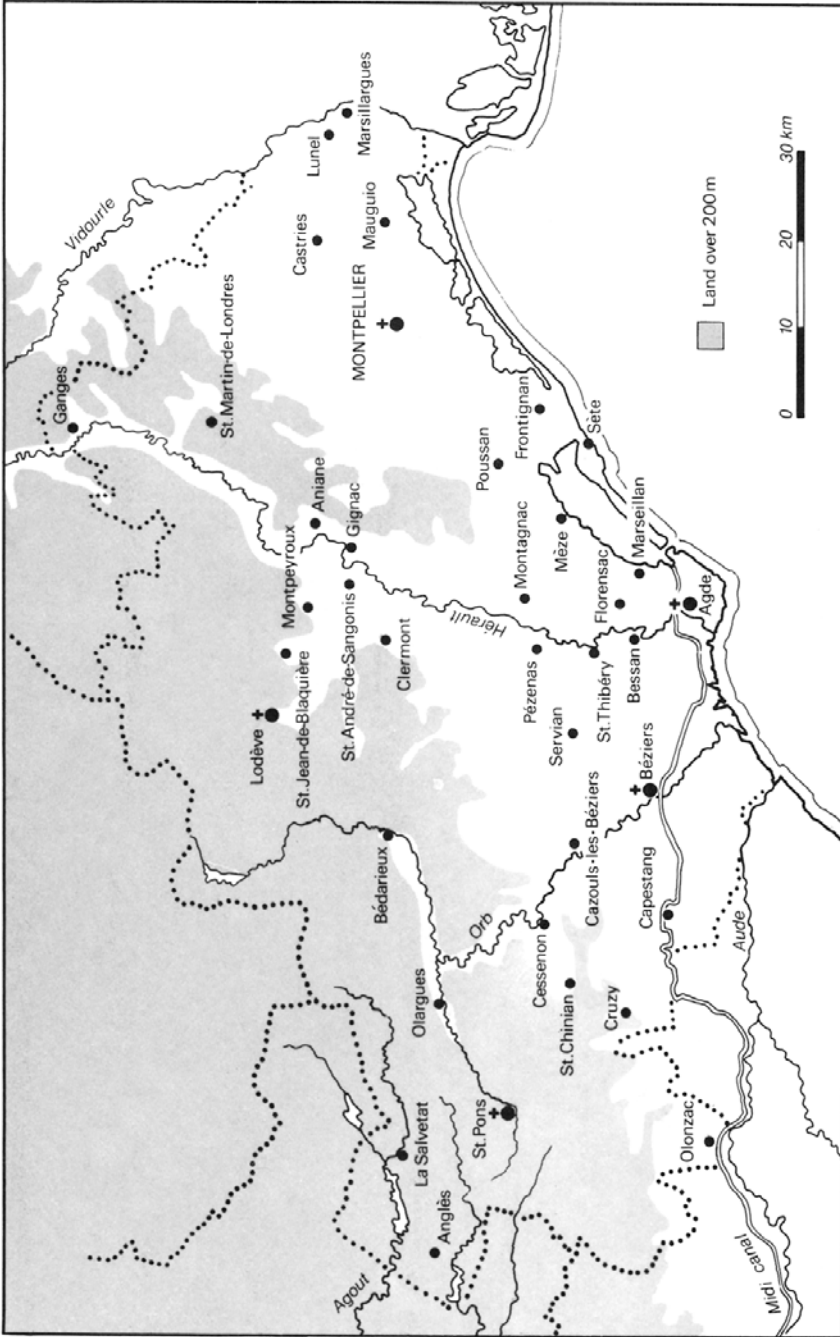 Vidourle
Ganges
St.Martin-de-Londres
Castries
Lunel
Marsillargues
Mauguio
MONTPELLIER
Lodève
St.Jean-de-Blaquière
Montpeyroux
Aniane
St.André-de-Sangonis
Gignac
Clermont
Hérault
Poussan
Frontignan
Sète
Montagnac
Mèze
Pézenas
Florensac
Marseillan
St.Thibéry
Bessan
Agde
Servian
Béziers
Cazouls-les-Béziers
Bédarieux
Orb
Olargues
Cessenon
St.Chinian
Cruzy
Capestang
Aude
La Salvetat
St.Pons
Anglès
Agout
Olonzac
Midi canal
Land over 200m
0 10 20 30 km